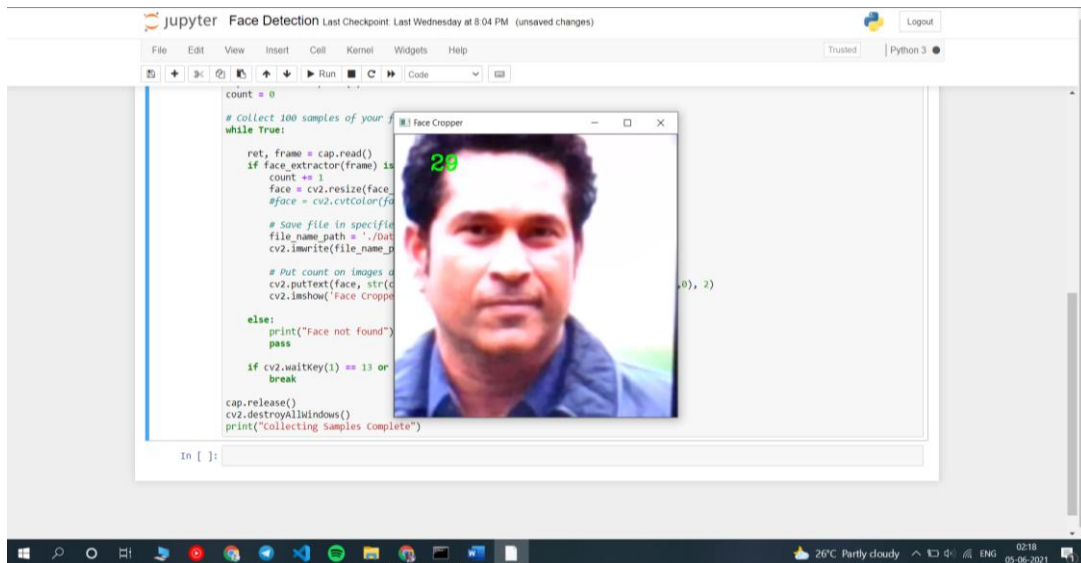 jupyter Face Detection Last Checkpoint: Last Wednesday at 8:04 PM (unsaved changes)
Logout
File Edit View Insert Cell Kernel Widgets Help
Trusted Python 3
Run Code
count = 0
# Collect 100 samples of your f
while True:
ret, frame = cap.read()
if face_extractor(frame) is
count += 1
face = cv2.resize(face_
#face = cv2.cvtColor(fa
# Save file in specifie
file_name_path = './Dat
cv2.imwrite(file_name_p
# Put count on images a
cv2.putText(face, str(c
,0), 2)
cv2.imshow('Face Croppe
else:
print("Face not found")
pass
if cv2.waitKey(1) == 13 or
break
cap.release()
cv2.destroyAllWindows()
print("Collecting Samples Complete")
Face Cropper
29
In [ ]:
26°C Partly cloudy ENG
02:18
05-06-2021